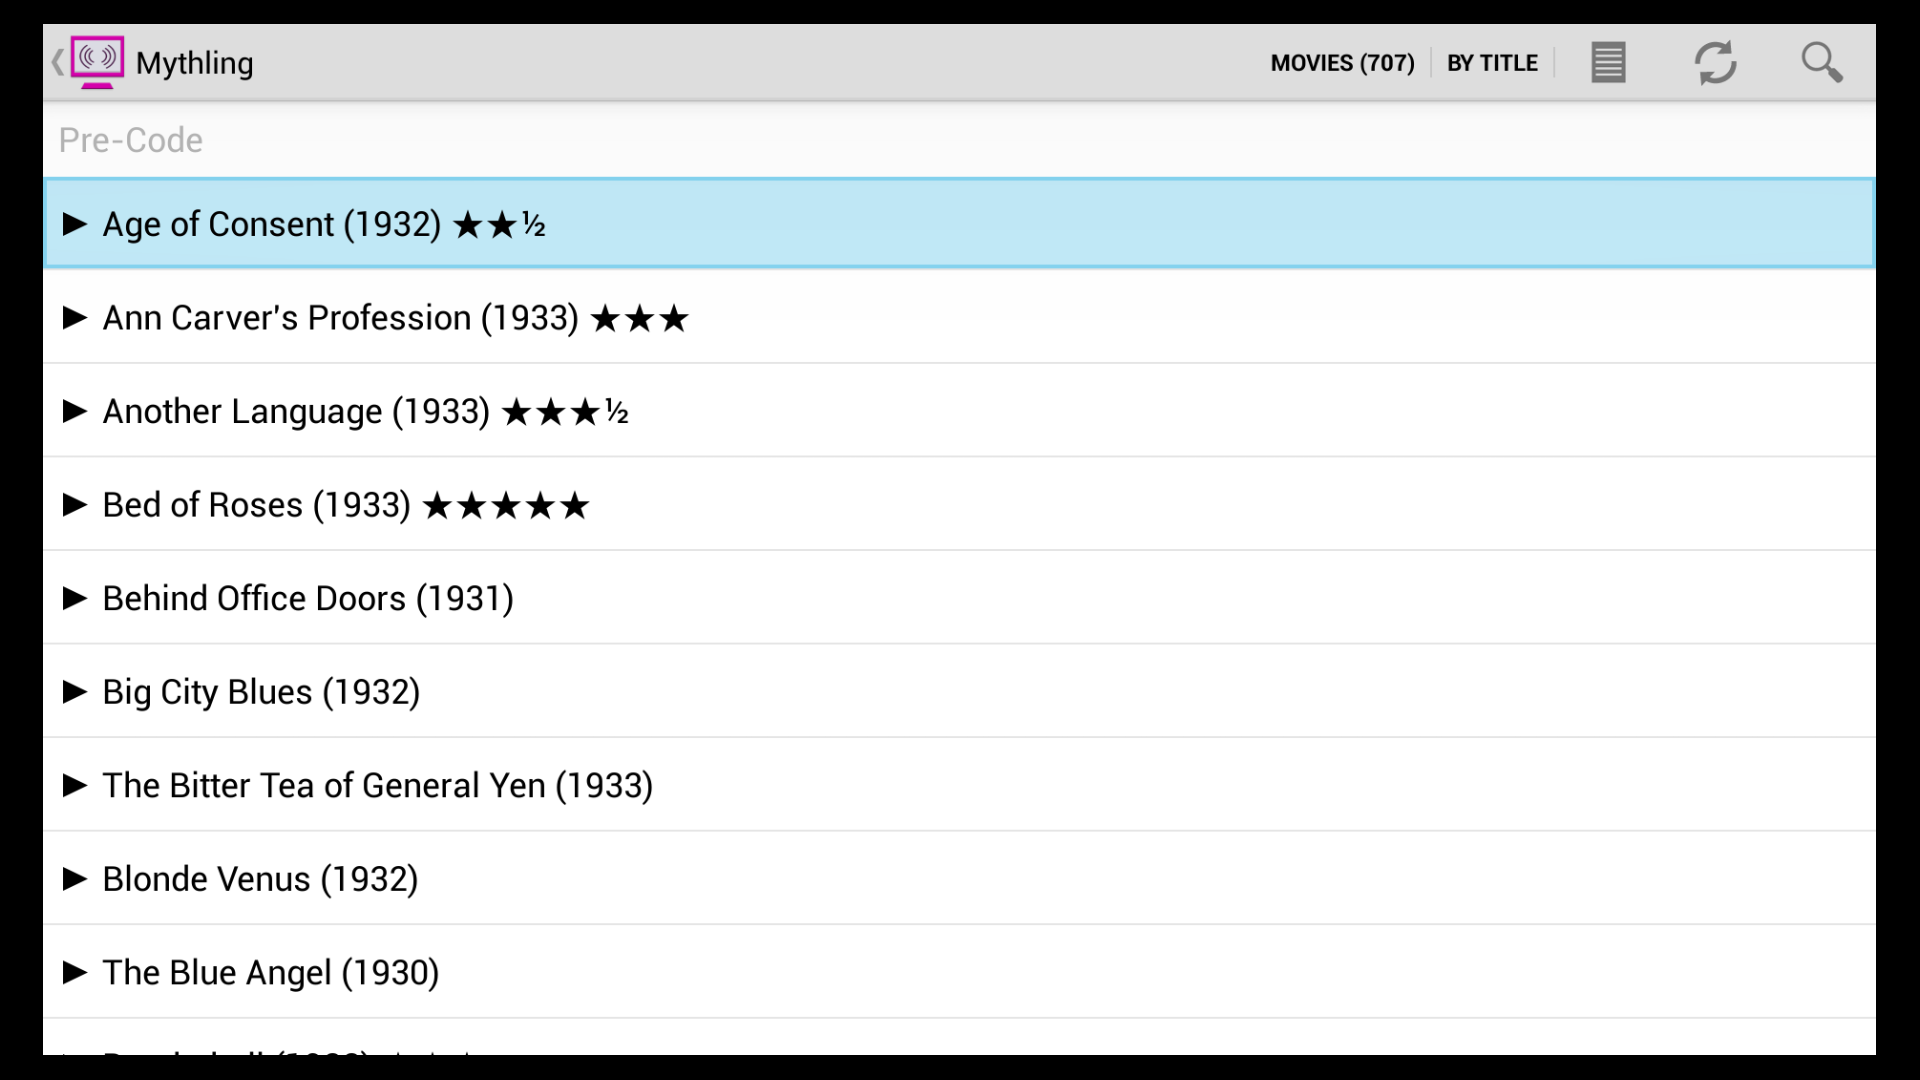 Mythling
MOVIES (707) BY TITLE
Pre-Code
▶ Age of Consent (1932) ★★½
▶ Ann Carver's Profession (1933) ★★★
▶ Another Language (1933) ★★★½
▶ Bed of Roses (1933) ★★★★★
▶ Behind Office Doors (1931)
▶ Big City Blues (1932)
▶ The Bitter Tea of General Yen (1933)
▶ Blonde Venus (1932)
▶ The Blue Angel (1930)